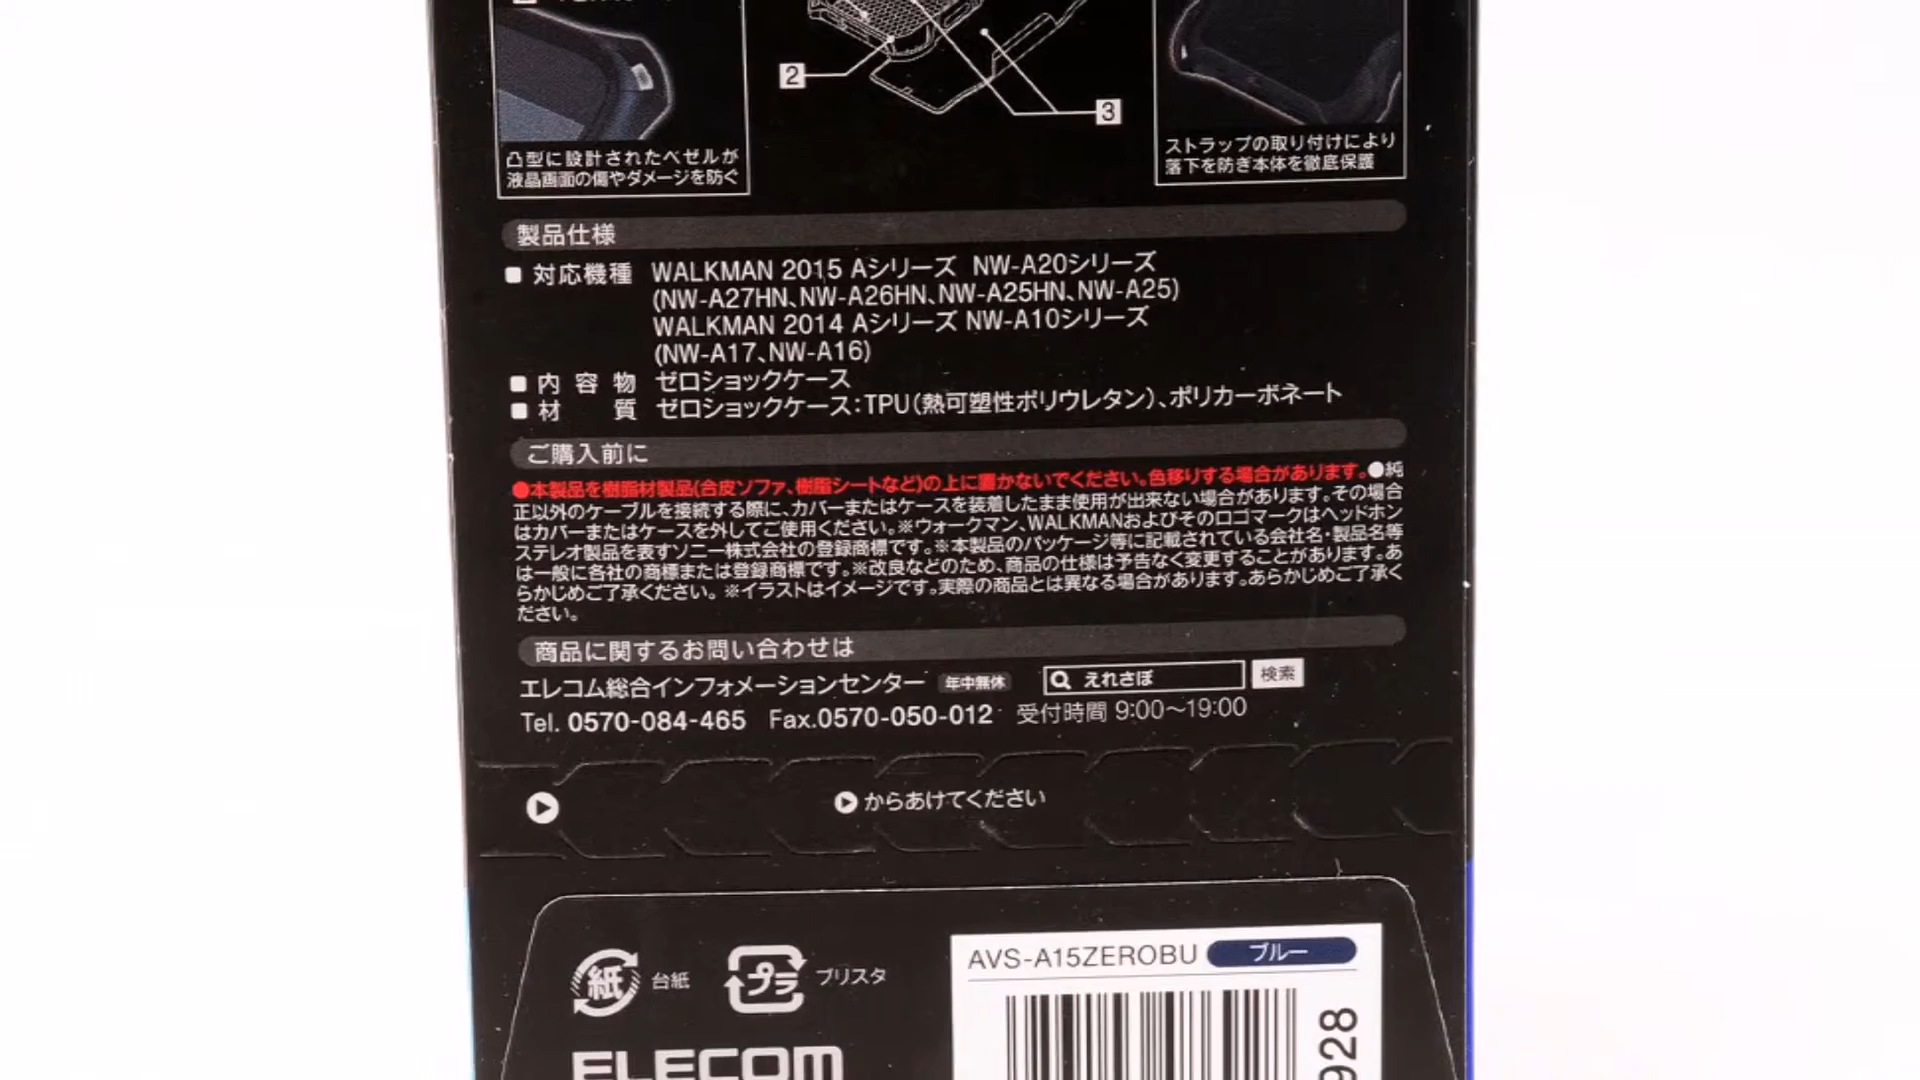 2
3
凸型に設計されたベゼルが
液晶画面の傷やダメージを防ぐ
ストラップの取り付けにより
落下を防ぎ本体を徹底保護
製品仕様
■対応機種 WALKMAN 2015 Aシリーズ NW-A20シリーズ
(NW-A27HN、NW-A26HN、NW-A25HN、NW-A25)
WALKMAN 2014 Aシリーズ NW-A10シリーズ
(NW-A17、NW-A16)
■内容物 ゼロショックケース
■材質 ゼロショックケース:TPU(熱可塑性ポリウレタン)、ポリカーボネート
ご購入前に
●本製品を樹脂材製品(合皮ソファ、樹脂シートなど)の上に置かないでください。色移りする場合があります。●純
正以外のケーブルを接続する際に、カバーまたはケースを装着したまま使用が出来ない場合があります。その場合
はカバーまたはケースを外してご使用ください。※ウォークマン、WALKMANおよびそのロゴマークはヘッドホン
ステレオ製品を表すソニー株式会社の登録商標です。※本製品のパッケージ等に記載されている会社名・製品名等
は一般に各社の商標または登録商標です。※改良などのため、商品の仕様は予告なく変更することがあります。あ
らかじめご了承ください。※イラストはイメージです。実際の商品とは異なる場合があります。あらかじめご了承く
ださい。
商品に関するお問い合わせは
エレコム総合インフォメーションセンター 年中無休 えれさぽ 検索
Tel. 0570-084-465 Fax.0570-050-012 受付時間 9:00〜19:00
からあけてください
AVS-A15ZEROBU ブルー
紙 台紙 プラ ブリスタ
928
ELECOM